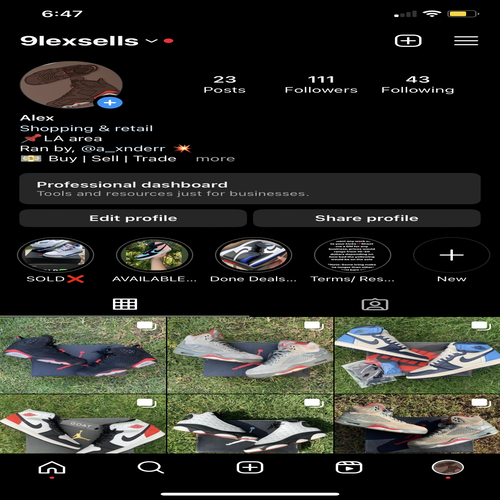 6:47
9lexsells
23 111 43
Posts Followers Following
Alex
Shopping & retail
📌LA area
Ran by, @a_xnderr 💥
💴 Buy | Sell | Trade more
Professional dashboard
Tools and resources just for businesses.
Edit profile Share profile
SOLD❌ AVAILABLE... Done Deals... Terms/ Res... New